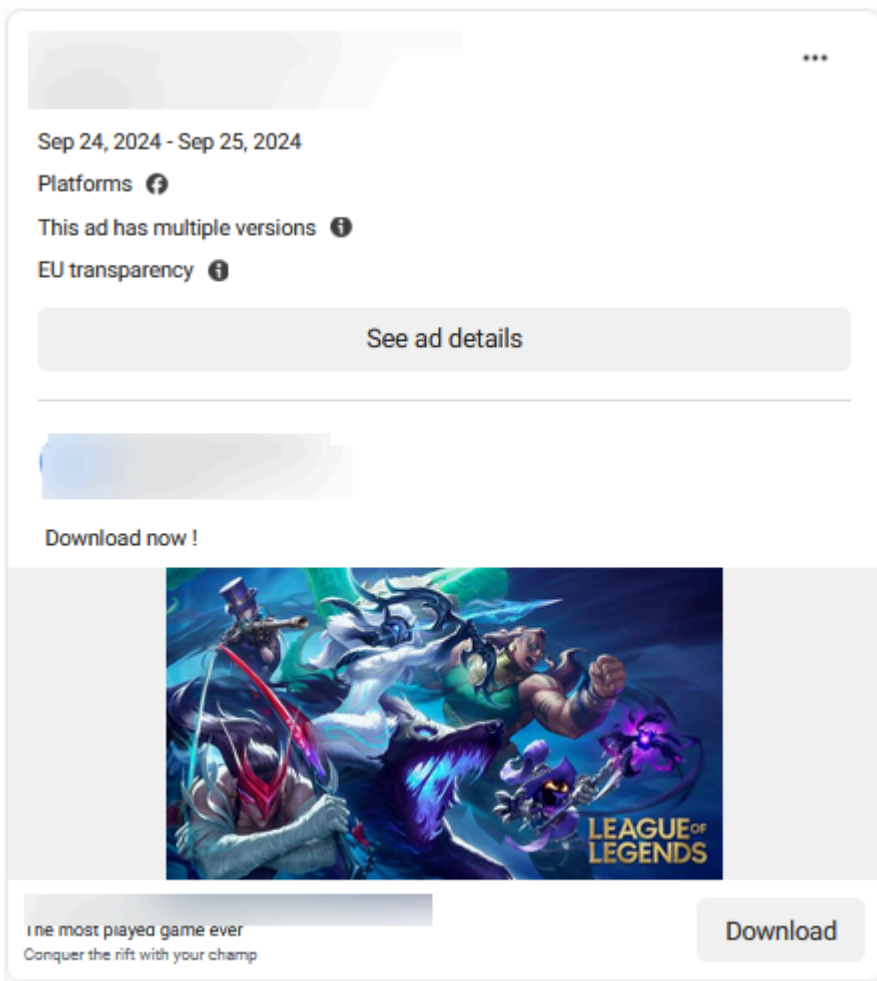 Sep 24, 2024 - Sep 25, 2024
Platforms
This ad has multiple versions
EU transparency
See ad details
Download now !
LEAGUE OF
LEGENDS
The most played game ever
Conquer the rift with your champ
Download